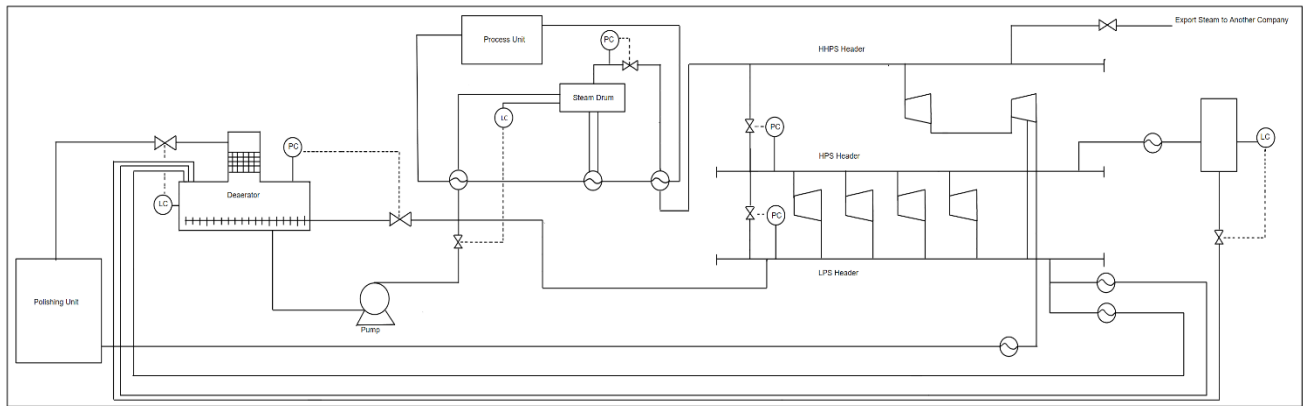 Export Steam to Another Company
Process Unit
PC
HHPS Header
Steam Drum
LC
PC
LC
PC
HPS Header
Deaerator
LC
PC
LPS Header
Polishing Unit
Pump